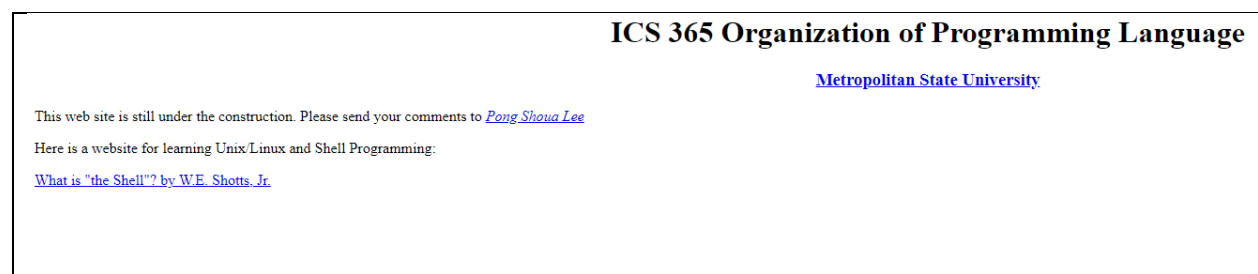 ICS 365 Organization of Programming Language
Metropolitan State University
This web site is still under the construction. Please send your comments to Pong Shoua Lee
Here is a website for learning Unix/Linux and Shell Programming:
What is "the Shell"? by W.E. Shotts, Jr.